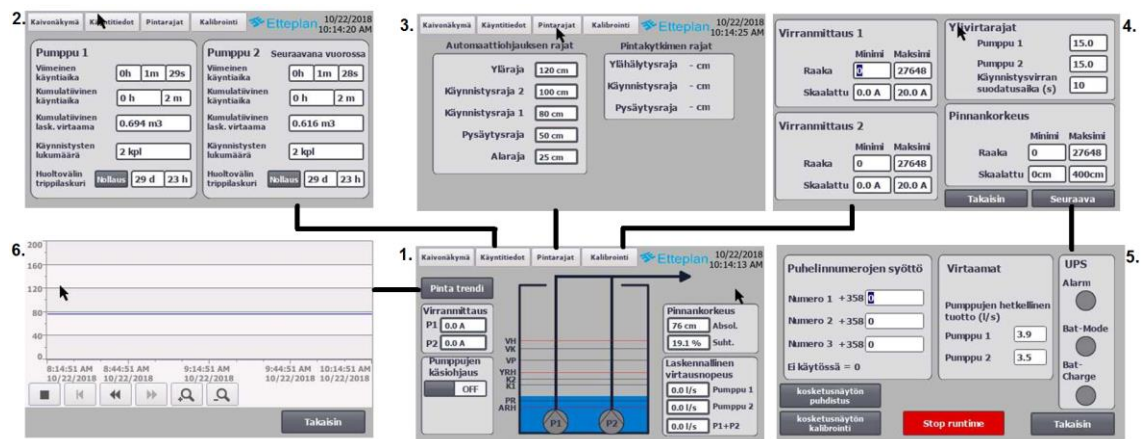 2.
Kaivonäkymä Käyntitiedot Pintarajat Kalibrointi Etteplan 10/22/2018
10:14:20 AM
Pumppu 1
Viimeinen käyntiaika 0h 1m 29s
Kumulatiivinen käyntiaika 0 h 2 m
Kumulatiivinen lask. virtaama 0.694 m3
Käynnistysten lukumäärä 2 kpl
Huoltovälin trippilaskuri Nollaus 29 d 23 h
Pumppu 2 Seuraavana vuorossa
Viimeinen käyntiaika 0h 1m 28s
Kumulatiivinen käyntiaika 0 h 2 m
Kumulatiivinen lask. virtaama 0.616 m3
Käynnistysten lukumäärä 2 kpl
Huoltovälin trippilaskuri Nollaus 29 d 23 h
3.
Kaivonäkymä Käyntitiedot Pintarajat Kalibrointi Etteplan 10/22/2018
10:14:25 AM
Automaattiohjauksen rajat
Yläraja 120 cm
Käynnistysraja 2 100 cm
Käynnistysraja 1 80 cm
Pysäytysraja 50 cm
Alaraja 25 cm
Pintakytkimen rajat
Ylähälytysraja - cm
Käynnistysraja - cm
Pysäytysraja - cm
4.
Virranmittaus 1
Minimi Maksimi
Raaka 0 27648
Skaalattu 0.0 A 20.0 A
Virranmittaus 2
Minimi Maksimi
Raaka 0 27648
Skaalattu 0.0 A 20.0 A
Ylivirtarajat
Pumppu 1 15.0
Pumppu 2 15.0
Käynnistysvirran suodatusaika (s) 10
Pinnankorkeus
Minimi Maksimi
Raaka 0 27648
Skaalattu 0cm 400cm
Takaisin Seuraava
6.
200
160
120
80
40
0
8:14:51 AM 8:44:51 AM 9:14:51 AM 9:44:51 AM 10:14:51 AM
10/22/2018 10/22/2018 10/22/2018 10/22/2018 10/22/2018
Takaisin
1.
Kaivonäkymä Käyntitiedot Pintarajat Kalibrointi Etteplan 10/22/2018
10:14:13 AM
Pinta trendi
Virranmittaus
P1 0.0 A
P2 0.0 A
Pumppujen
käsiohjaus
OFF
VH
VK
VP
YRH
K2
K1
PR
ARH
P1 P2
Pinnankorkeus
76 cm Absol.
19.1 % Suht.
Laskennallinen
virtausnopeus
0.0 l/s Pumppu 1
0.0 l/s Pumppu 2
0.0 l/s P1+P2
5.
Puhelinnumerojen syöttö
Numero 1 +358 0
Numero 2 +358 0
Numero 3 +358 0
Ei käytössä = 0
Virtaamat
Pumppujen hetkellinen
tuotto (l/s)
Pumppu 1 3.9
Pumppu 2 3.5
UPS
Alarm
Bat-Mode
Bat-
Charge
kosketusnäytön
puhdistus
kosketusnäytön
kalibrointi
Stop runtime
Takaisin